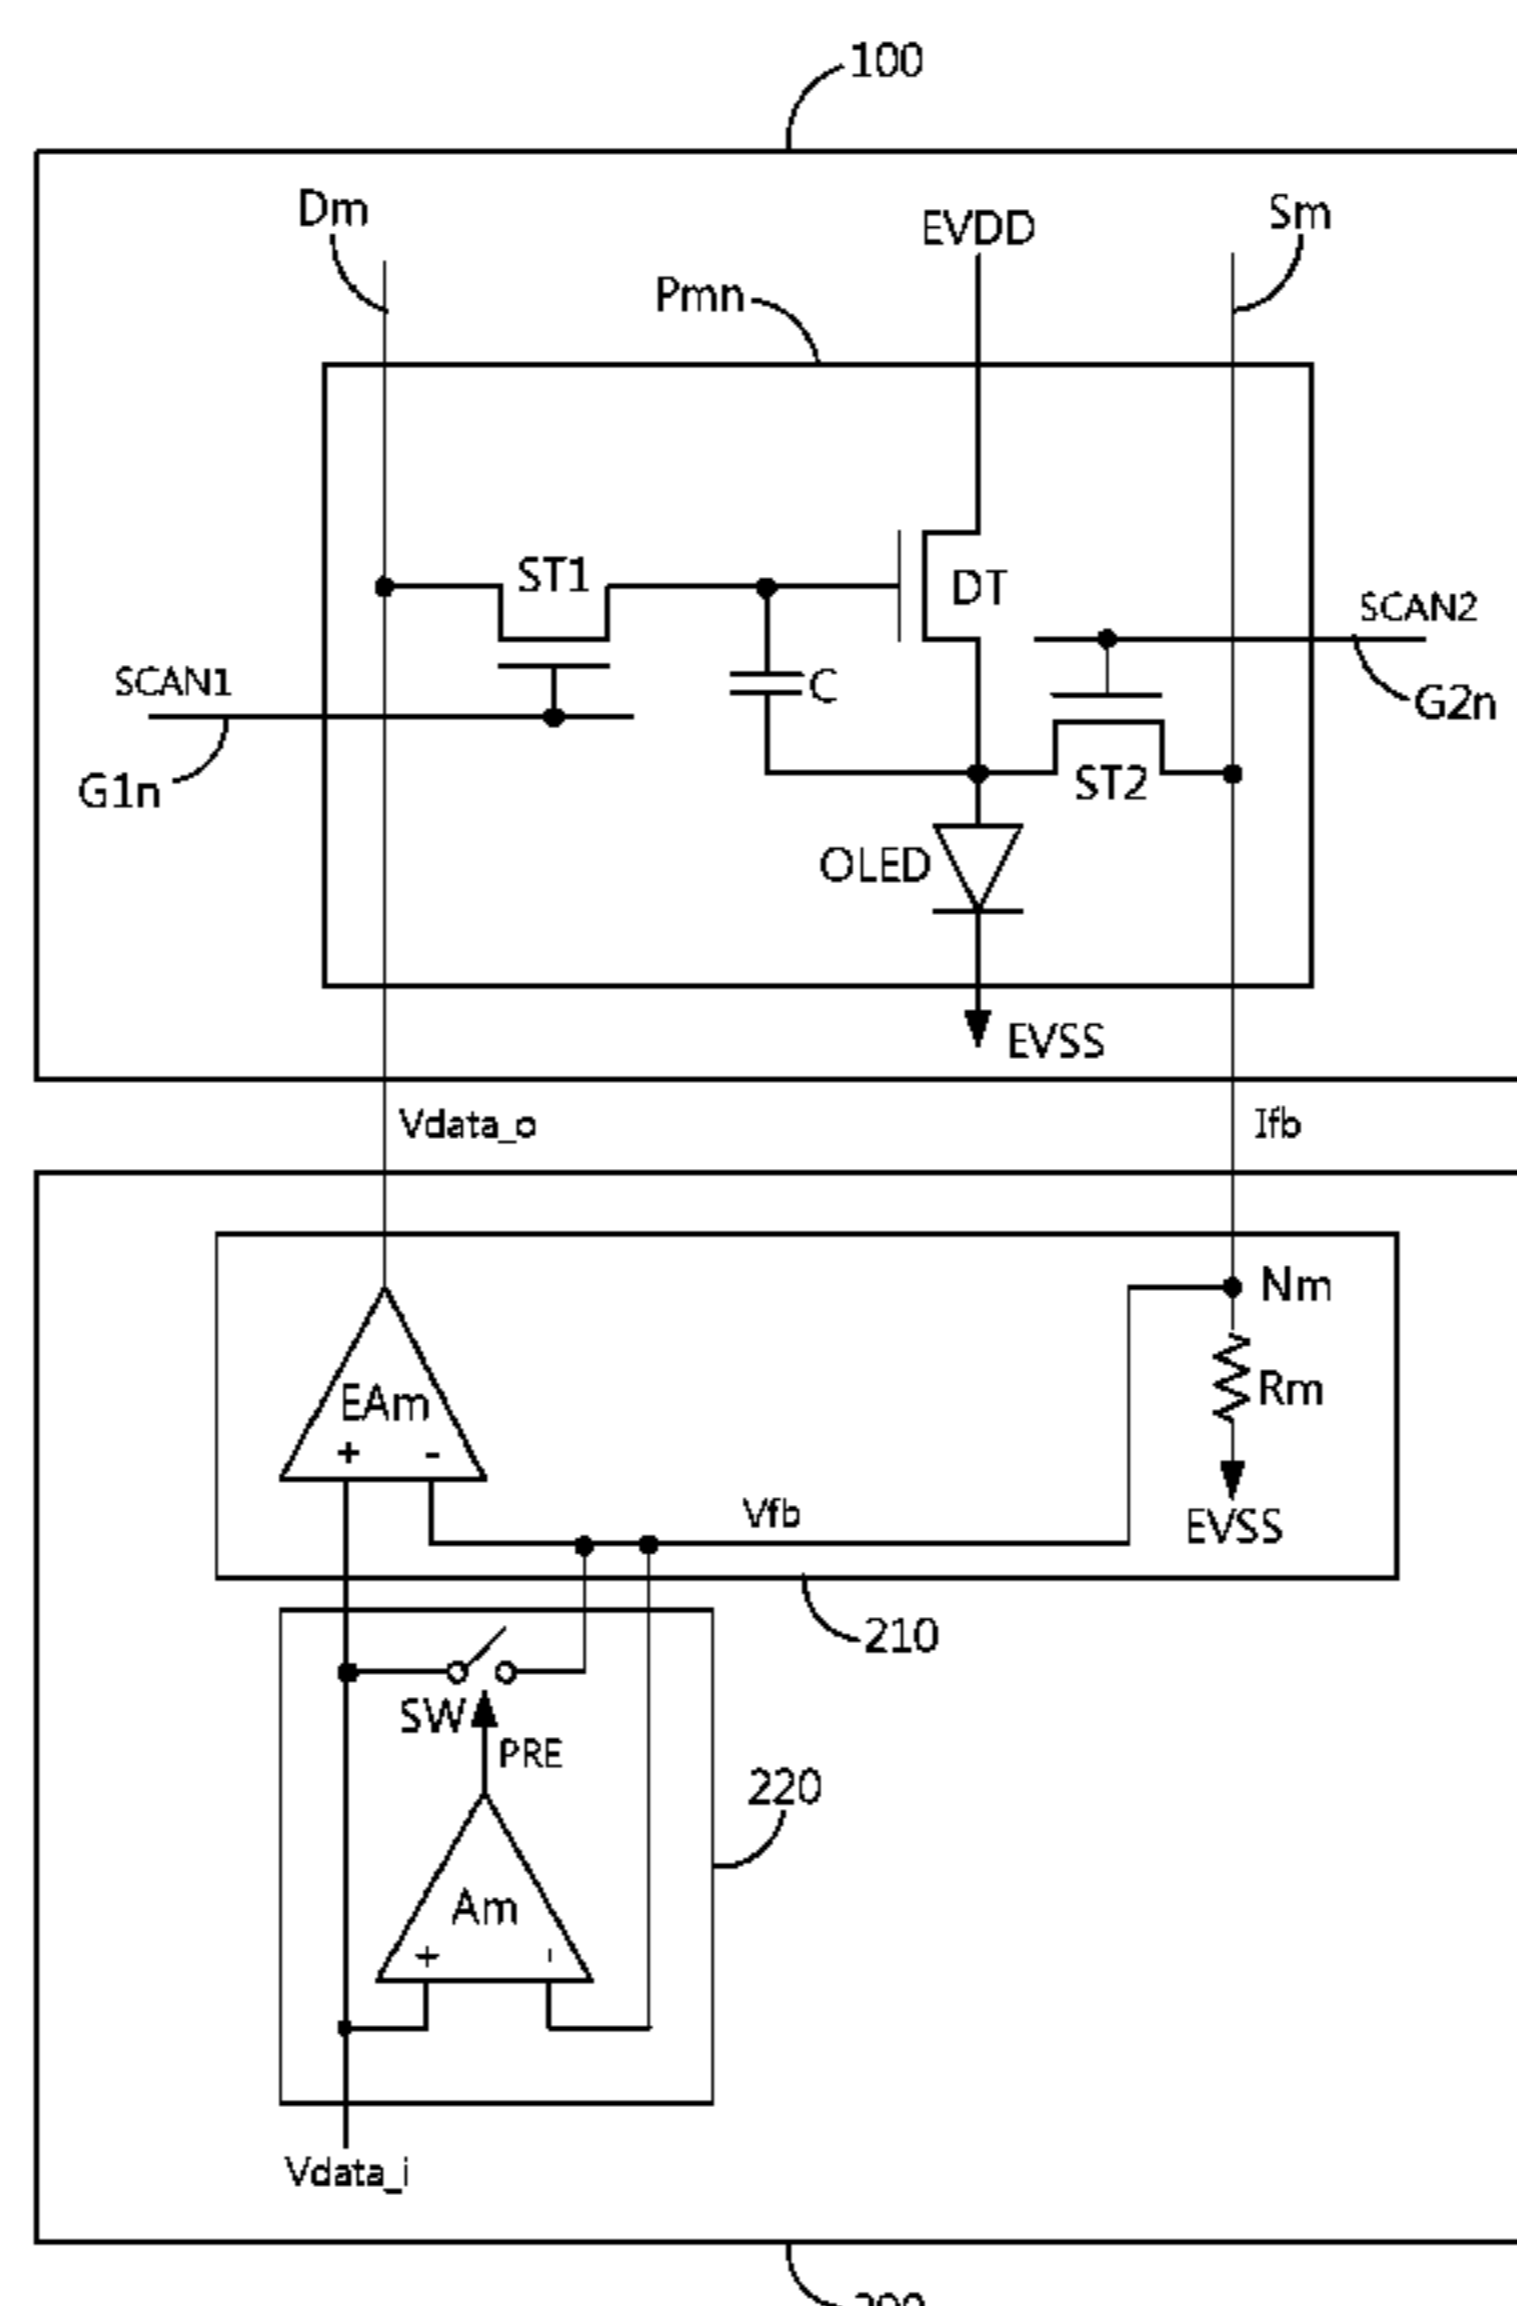 100
Dm
EVDD
Sm
Pmn
ST1
DT
SCAN2
SCAN1
C
G2n
G1n
ST2
OLED
EVSS
Vdata_o
Ifb
Nm
EAm
Rm
+ -
Vfb
EVSS
210
SW
PRE
220
Am
+ -
Vdata_i